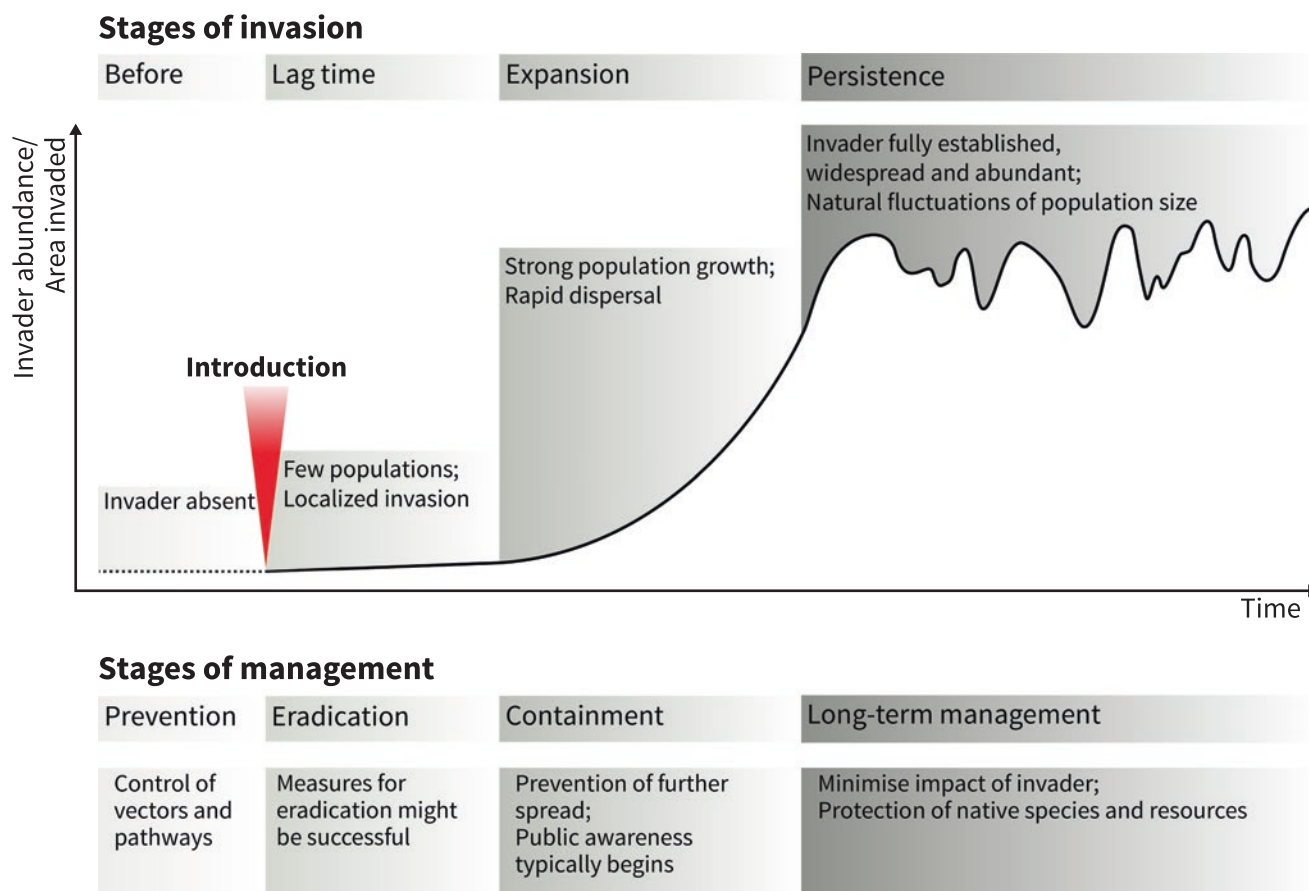 Stages of invasion
Before
Lag time
Expansion
Persistence
Invader abundance/
Area invaded
Invader fully established,
widespread and abundant;
Natural fluctuations of population size
Strong population growth;
Rapid dispersal
Introduction
Few populations;
Localized invasion
Invader absent
Time
Stages of management
Prevention
Eradication
Containment
Long-term management
Control of
vectors and
pathways
Measures for
eradication might
be successful
Prevention of further
spread;
Public awareness
typically begins
Minimise impact of invader;
Protection of native species and resources